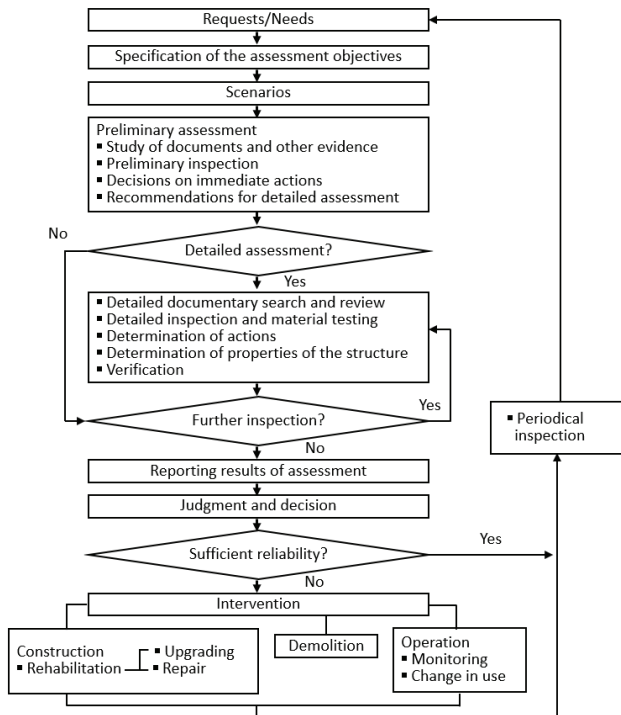 Requests/Needs
Specification of the assessment objectives
Scenarios
Preliminary assessment
▪ Study of documents and other evidence
▪ Preliminary inspection
▪ Decisions on immediate actions
▪ Recommendations for detailed assessment
No
Detailed assessment?
Yes
▪ Detailed documentary search and review
▪ Detailed inspection and material testing
▪ Determination of actions
▪ Determination of properties of the structure
▪ Verification
Further inspection?
Yes
▪ Periodical
inspection
No
Reporting results of assessment
Judgment and decision
Sufficient reliability?
Yes
No
Intervention
Construction
▪ Rehabilitation
▪ Upgrading
▪ Repair
Demolition
Operation
▪ Monitoring
▪ Change in use